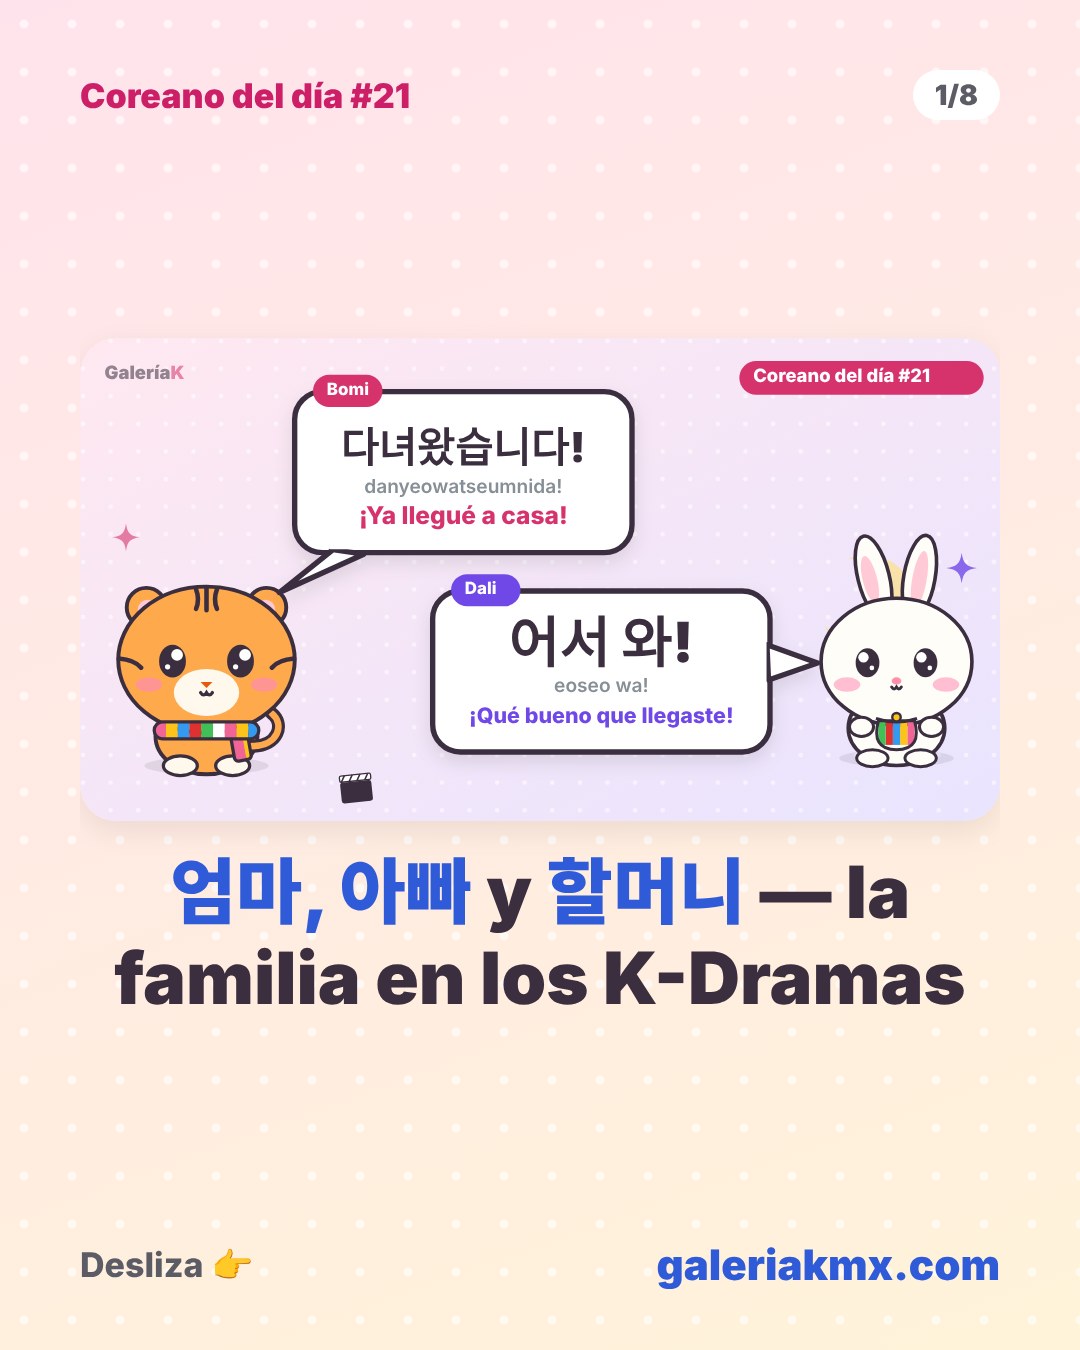 Coreano del día #21
1/8
GaleríaK
Coreano del día #21
Bomi
다녀왔습니다!
danyeowatseumnida!
¡Ya llegué a casa!
Dali
어서 와!
eoseo wa!
¡Qué bueno que llegaste!
엄마, 아빠 y 할머니 — la
familia en los K-Dramas
Desliza 👉
galeriakmx.com